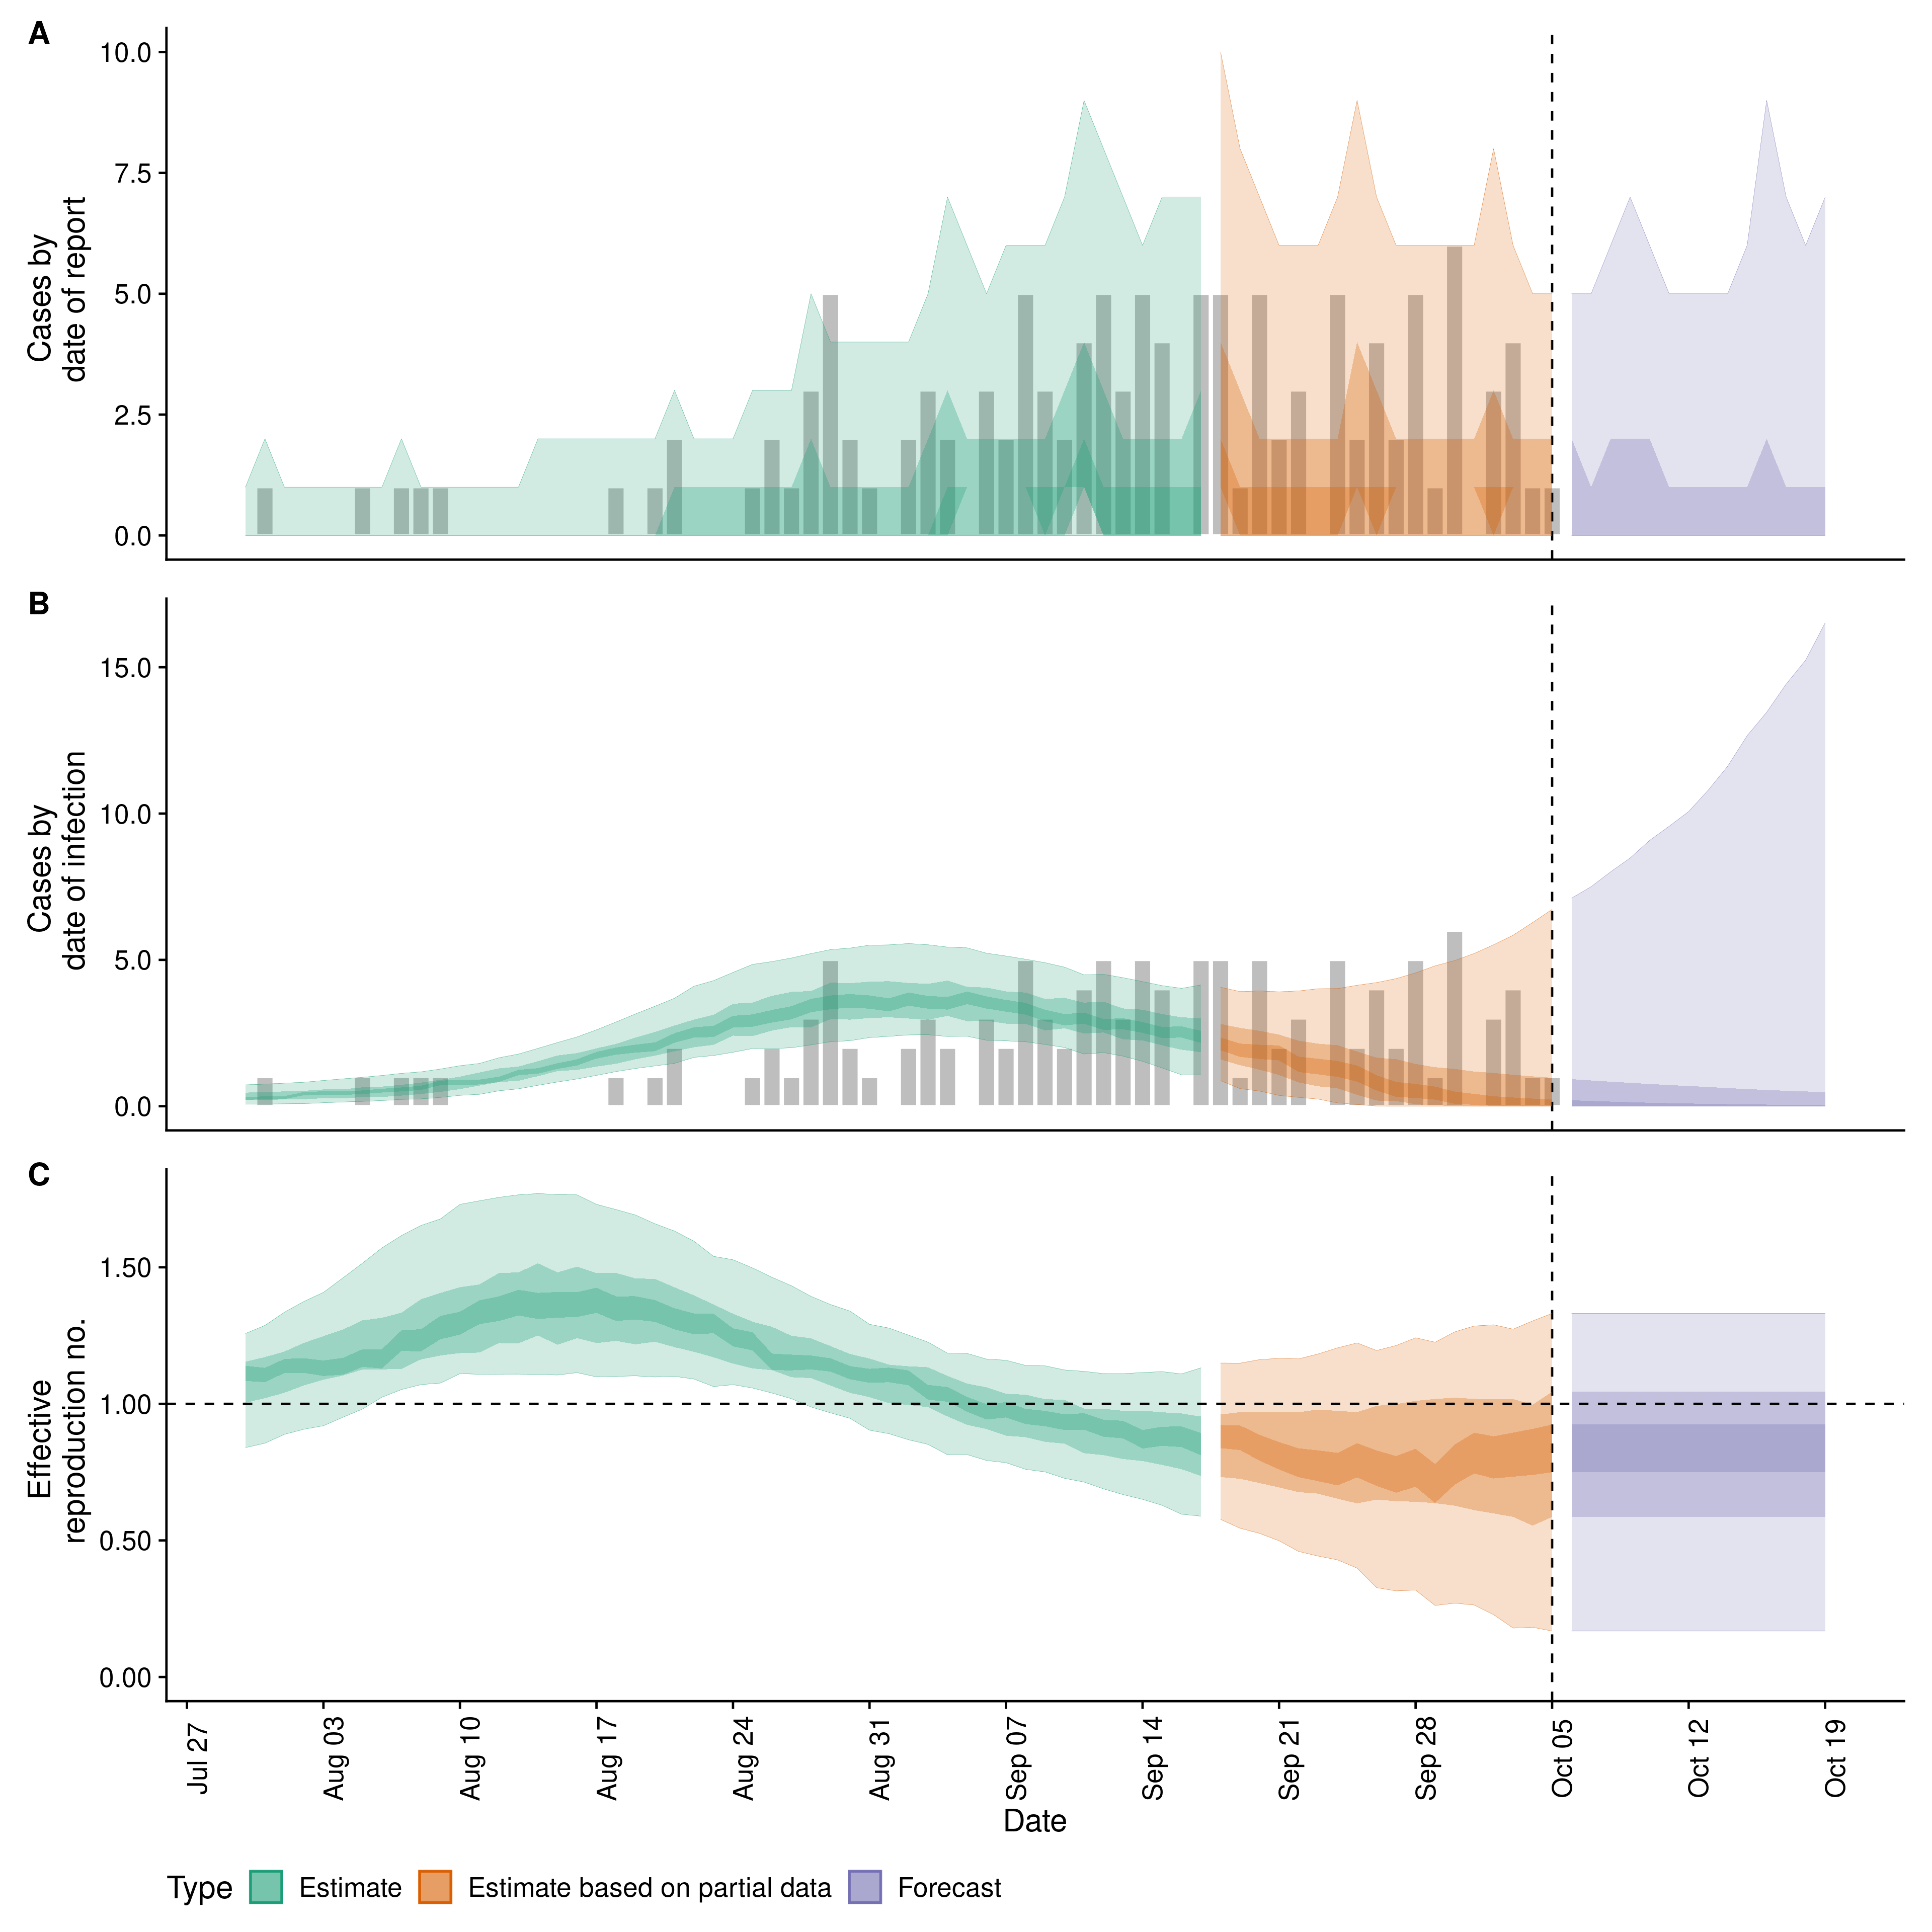 A
10.0
7.5
5.0
2.5
0.0
Cases by
date of report
B
15.0
10.0
5.0
0.0
Cases by
date of infection
C
1.50
1.00
0.50
0.00
Effective
reproduction no.
Jul 27
Aug 03
Aug 10
Aug 17
Aug 24
Aug 31
Sep 07
Sep 14
Sep 21
Sep 28
Oct 05
Oct 12
Oct 19
Date
Type Estimate Estimate based on partial data Forecast